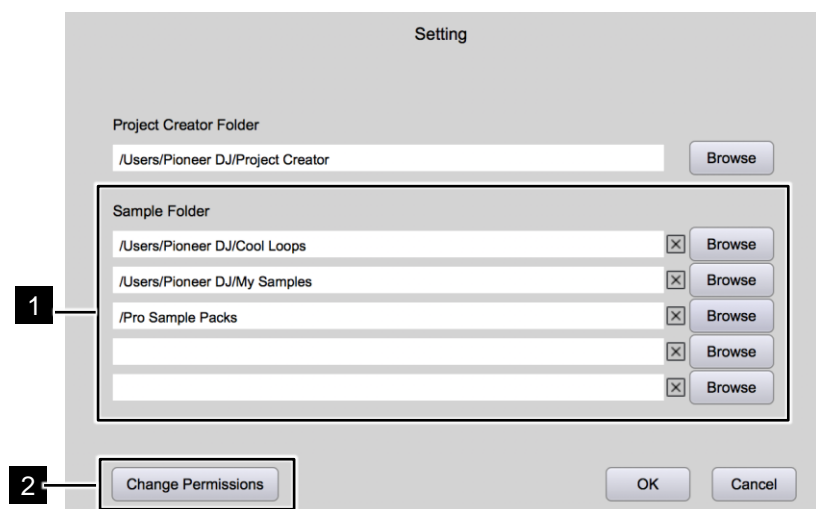 Setting
Project Creator Folder
/Users/Pioneer DJ/Project Creator Browse
Sample Folder
/Users/Pioneer DJ/Cool Loops Browse
/Users/Pioneer DJ/My Samples Browse
1
/Pro Sample Packs Browse
Browse
Browse
2 Change Permissions OK Cancel